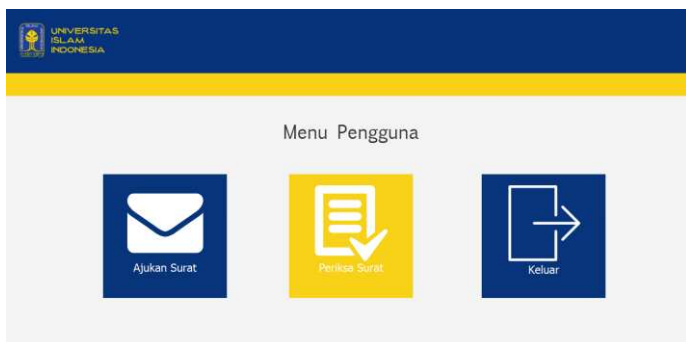 UNIVERSITAS
ISLAM
INDONESIA
Menu Pengguna
Ajukan Surat
Periksa Surat
Keluar